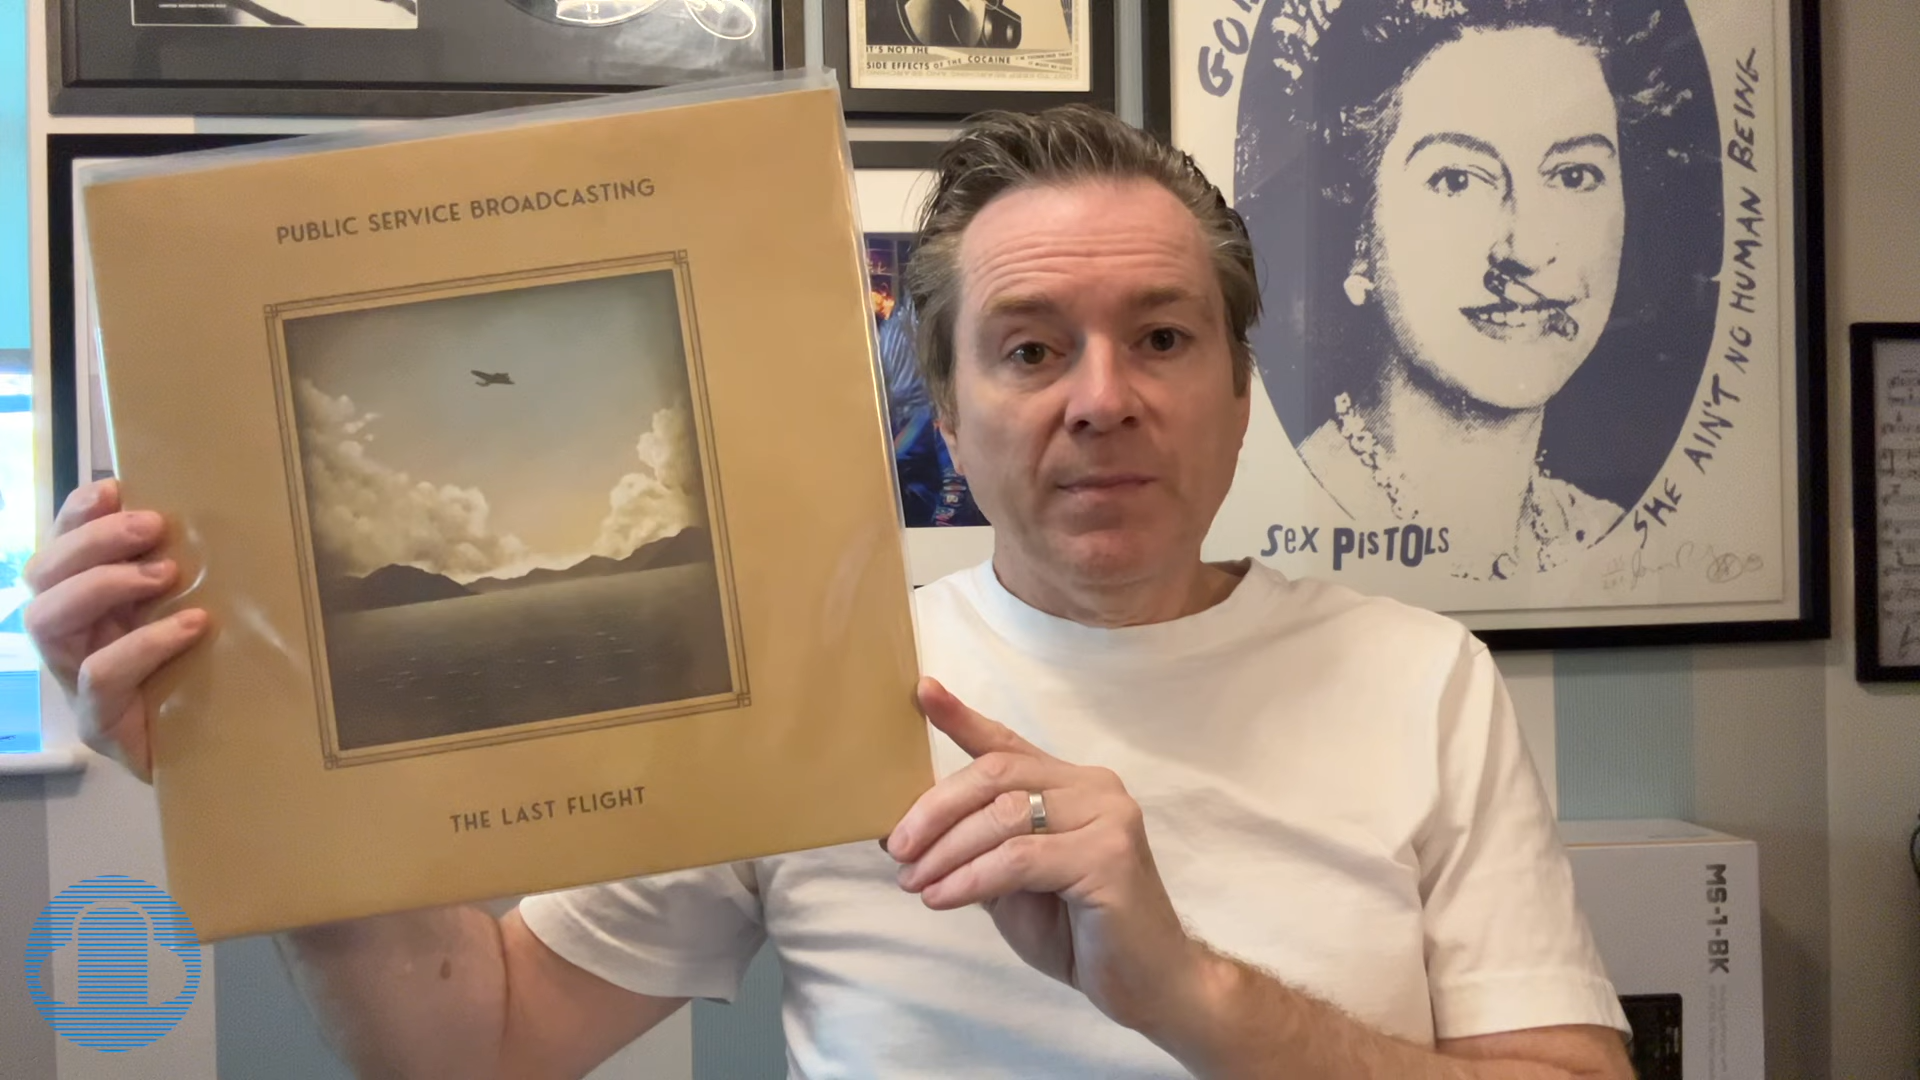 IT'S NOT THE
SIDE EFFECTS OF THE COCAINE
PUBLIC SERVICE BROADCASTING
THE LAST FLIGHT
GO
SHE AIN'T NO HUMAN BEING
SEX PISTOLS
MS-1-BK